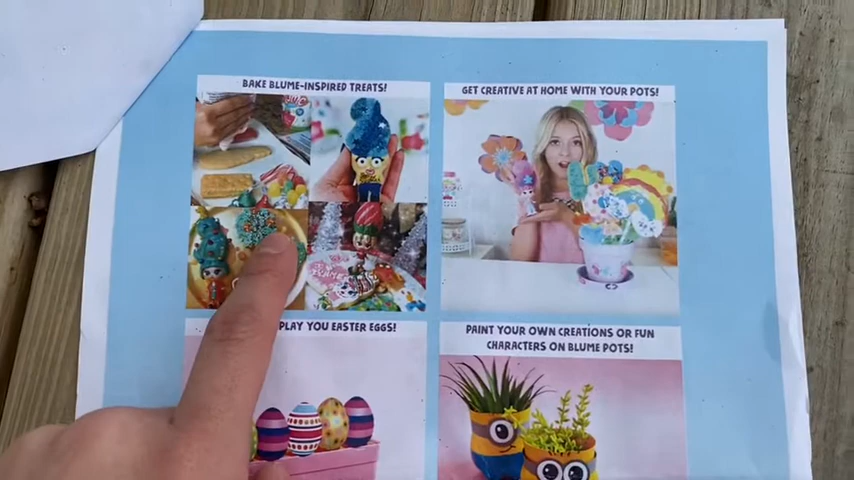 BAKE BLUME-INSPIRED TREATS!
GET CREATIVE AT HOME WITH YOUR POTS!
PLAY YOU EASTER EGGS!
PAINT YOUR OWN CREATIONS OR FUN
CHARACTERS ON BLUME POTS!